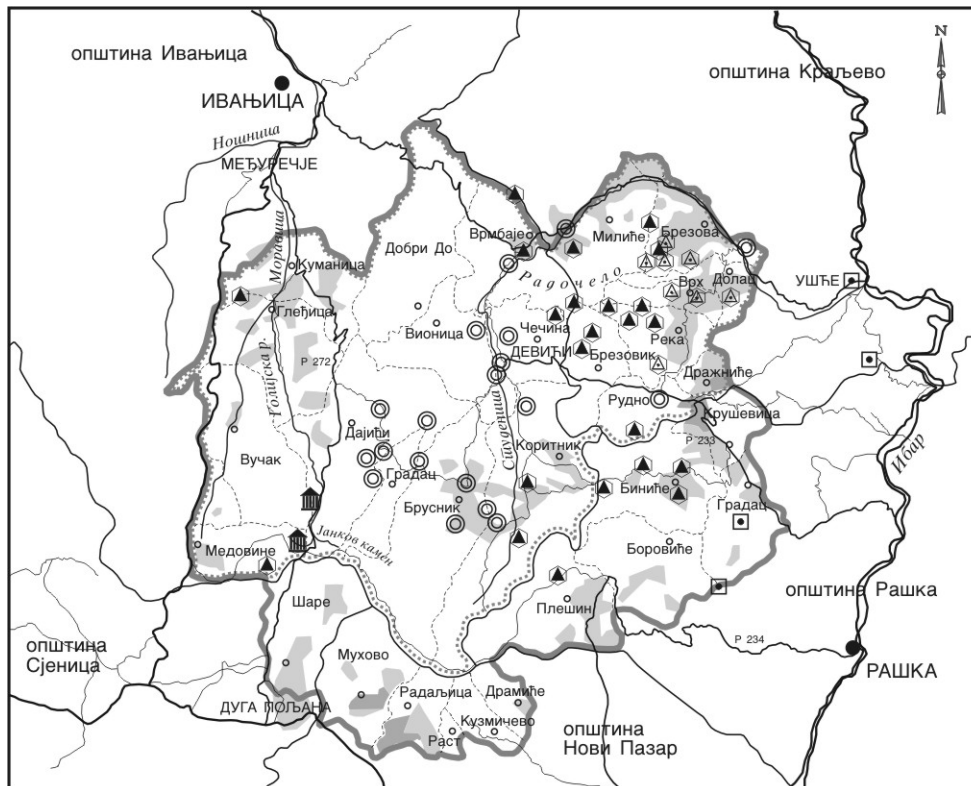 N
општина Ивањица
општина Краљево
ИВАЊИЦА
Ношница
МЕЂУРЕЧЈЕ
Моравица
Врмбаје
Милиће
Брезова
Добри До
Куманица
Радочело
Врх
Долац
УШЋЕ
Глеђица
Вионица
Чечина
Река
ДЕВИЋИ
Брезовик
Р 272
Голијска р.
Дражниће
Рудно
Крушевица
Студеница
Дајићи
Коритник
Р 233
Ибар
Вучак
Градац
Биниће
Брусник
Градац
Јанков камен
Медовине
Боровиће
Шаре
Плешин
општина Рашка
општина
Сјеница
Р 234
Мухово
РАШКА
Радаљица
Драмиће
ДУГА ПОЉАНА
Кузмичево
Раст
општина
Нови Пазар